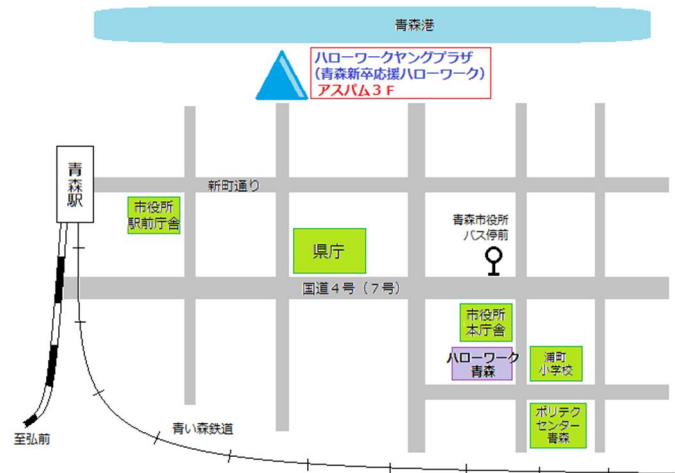 青森港
ハローワークヤングプラザ
(青森新卒応援ハローワーク)
アスパム3F
青森駅
新町通り
市役所
駅前庁舎
県庁
青森市役所
バス停前
国道4号(7号)
市役所
本庁舎
ハローワーク
青森
浦町
小学校
ポリテク
センター
青森
青い森鉄道
至弘前